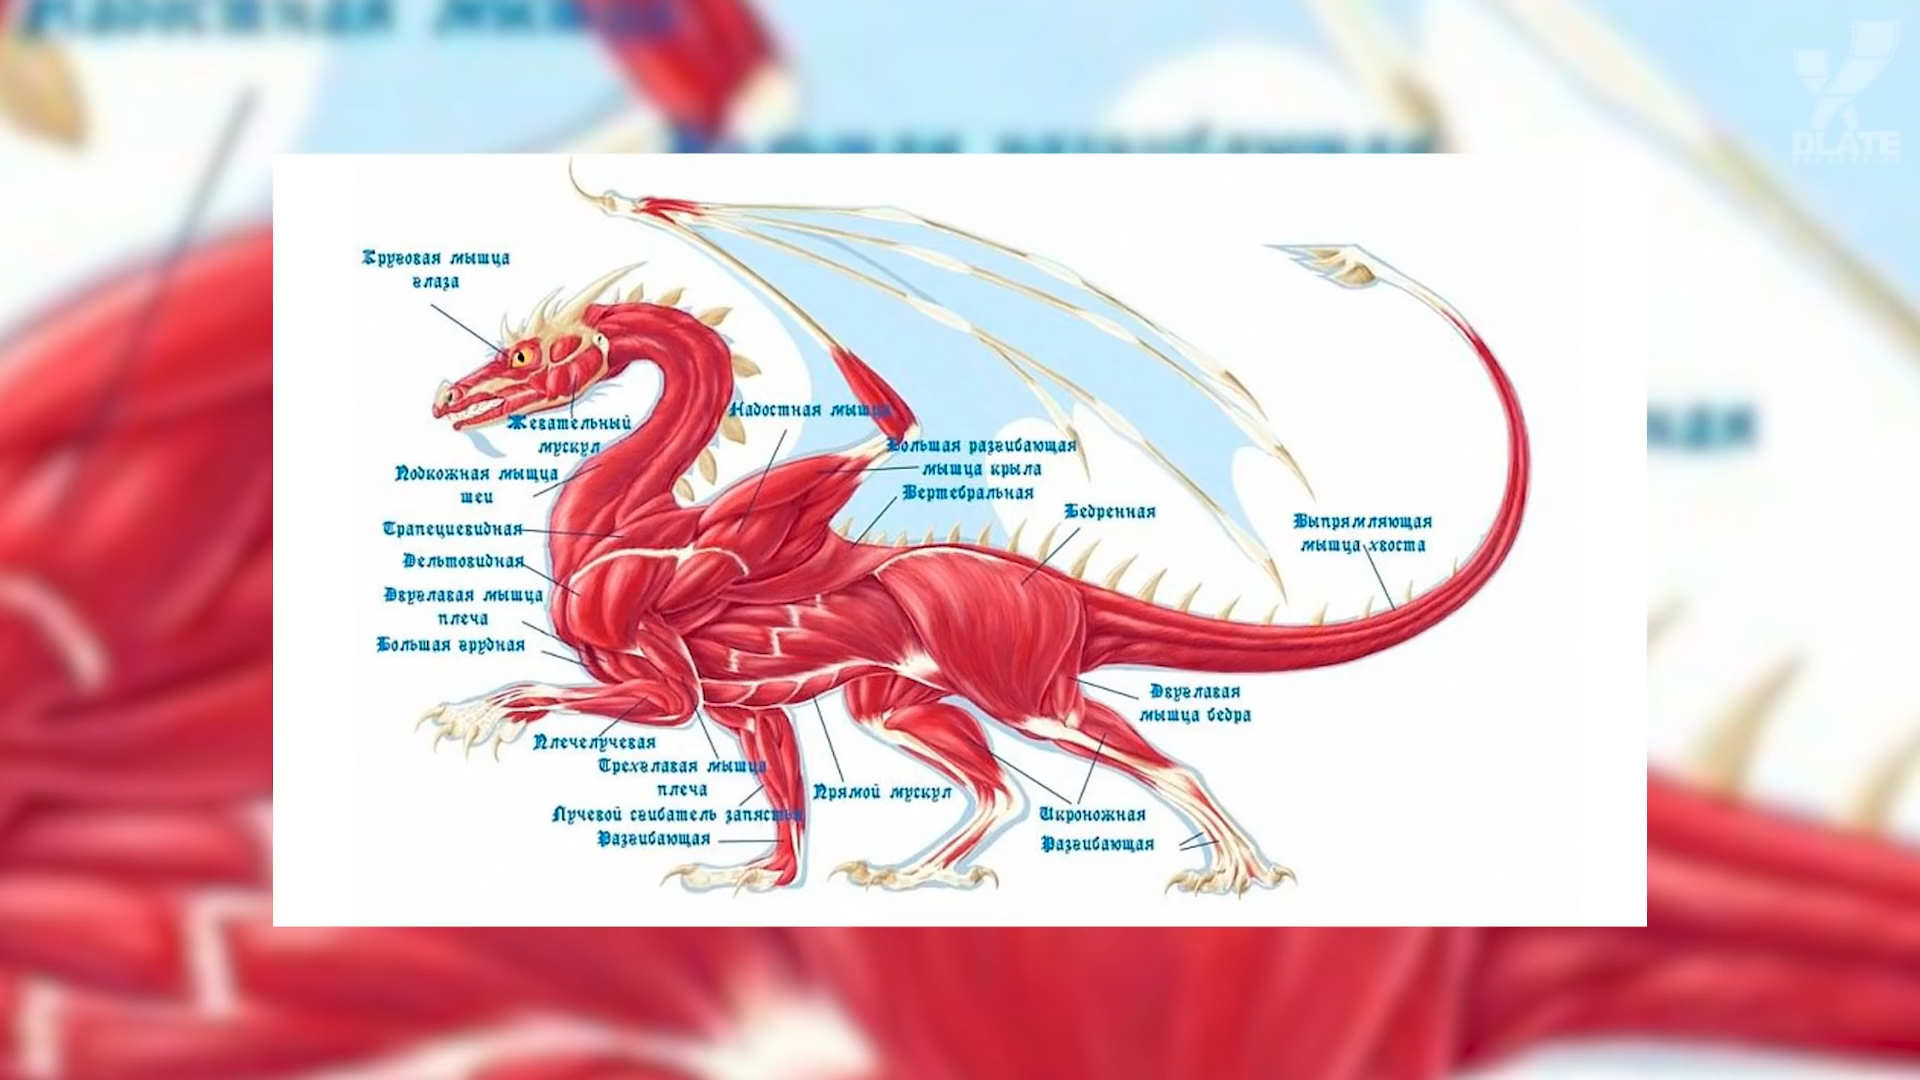 Круговая мышца
глаза
Жевательный
мускул
Подкожная мыщца
шеи
Трапециевидная
Дельтовидная
Двуглавая мышца
плеча
Большая грудная
Надостная мышца
Большая разгибающая
мышца крыла
Вертебральная
Бедренная
Выпрямляющая
мышца хвоста
Двуглавая
мышца бедра
Плечелучевая
Трехглавая мышца
плеча
Лучевой сгибатель запястья
Разгибающая
Прямой мускул
Икроножная
Разгибающая
DLATE